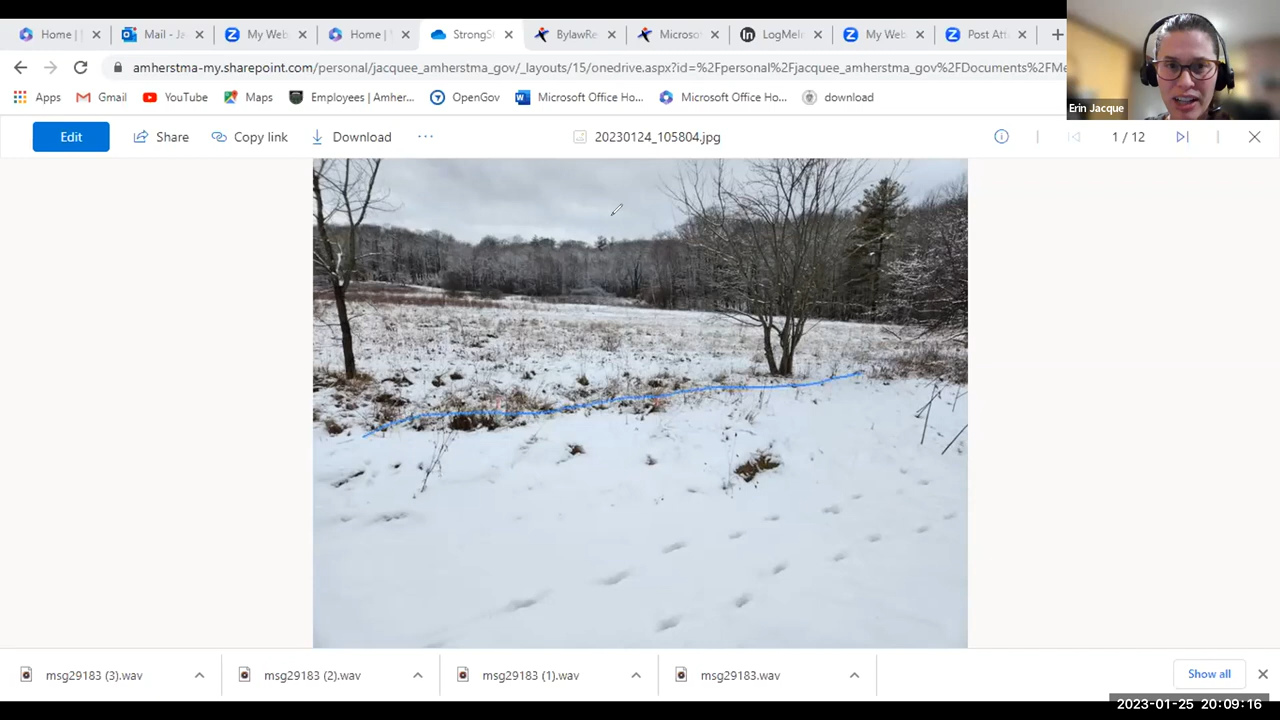 Home |
Mail - Ja
My Web
Home | V
StrongSt
BylawRe
Microso
LogMeIn
My Web
Post Att
amherstma-my.sharepoint.com/personal/jacquee_amherstma_gov/_layouts/15/onedrive.aspx?id=%2Fpersonal%2Fjacquee_amherstma_gov%2FDocuments%2FMe
Apps
Gmail
YouTube
Maps
Employees | Amher...
OpenGov
Microsoft Office Ho...
Microsoft Office Ho...
download
Erin Jacque
Edit
Share
Copy link
Download
20230124_105804.jpg
1 / 12
msg29183 (3).wav
msg29183 (2).wav
msg29183 (1).wav
msg29183.wav
Show all
2023-01-25 20:09:16